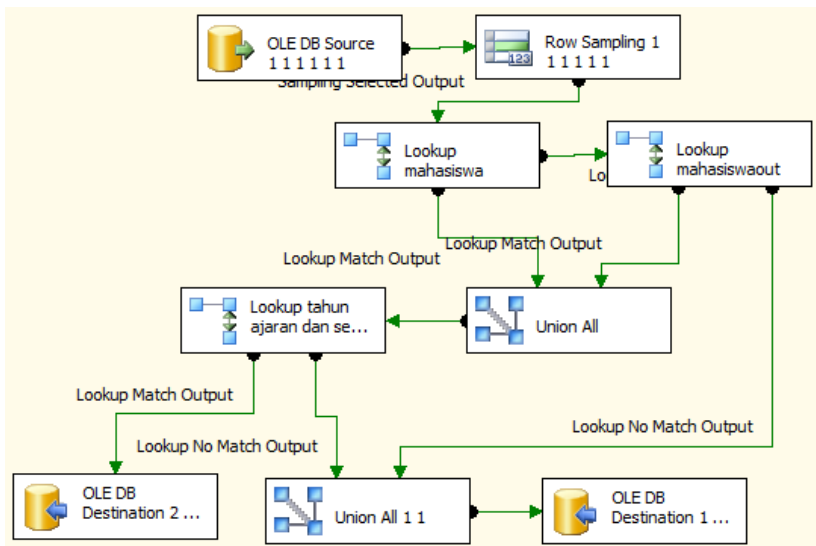 OLE DB Source
1 1 1 1 1 1
Row Sampling 1
1 1 1 1 1
123
Sampling Selected Output
Lookup
mahasiswa
Lookup
mahasiswaout
Lo
Lookup Match Output
Lookup Match Output
Lookup tahun
ajaran dan se...
Union All
Lookup Match Output
Lookup No Match Output
Lookup No Match Output
OLE DB
Destination 2 ...
Union All 1 1
OLE DB
Destination 1 ...